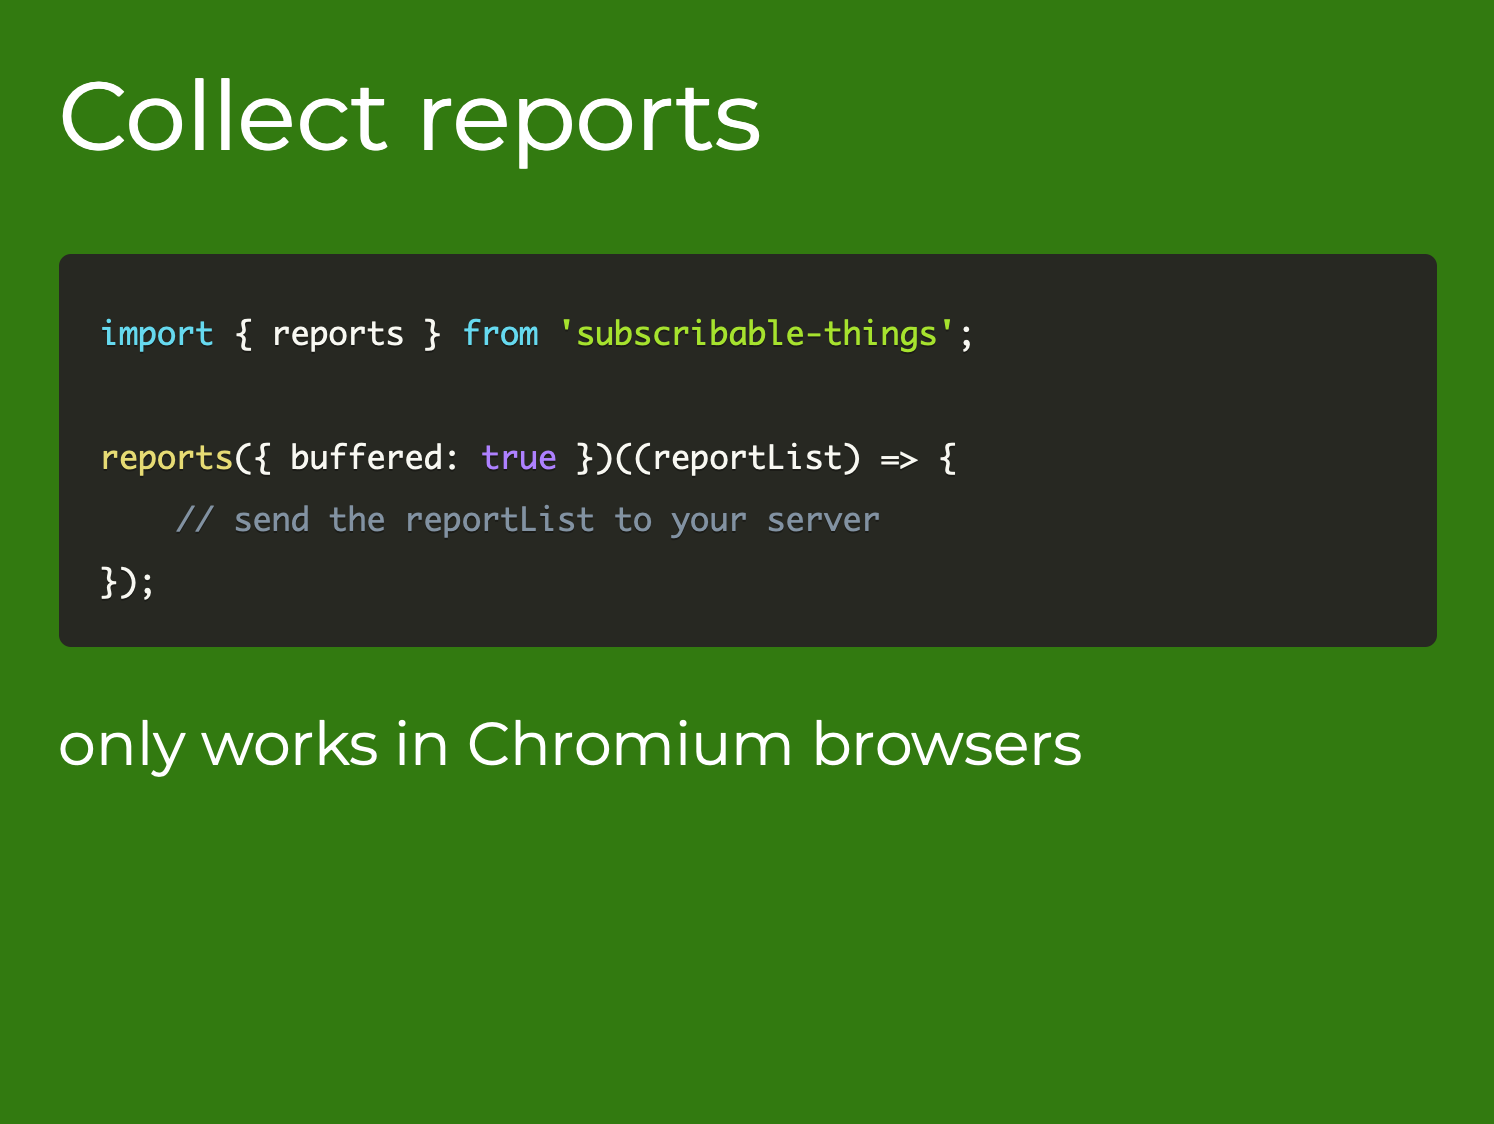 Collect reports
import { reports } from 'subscribable-things';
reports({ buffered: true })((reportList) => {
    // send the reportList to your server
});
only works in Chromium browsers